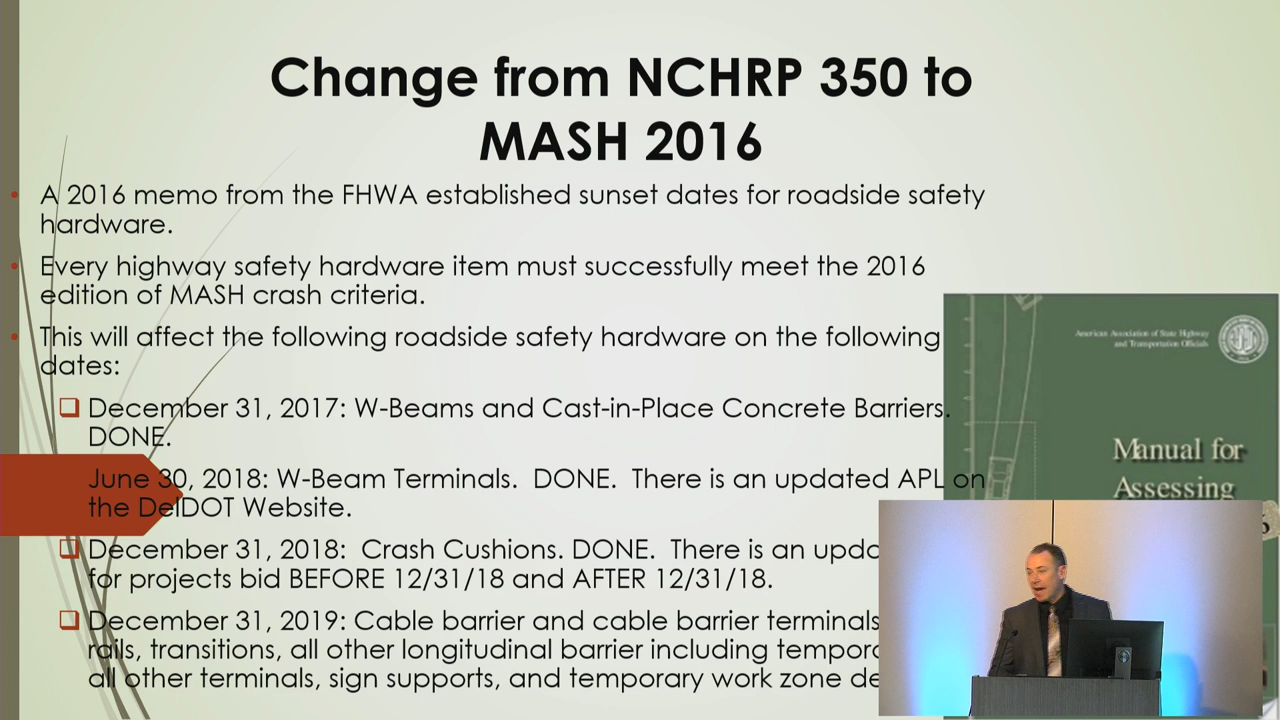 Change from NCHRP 350 to
MASH 2016
• A 2016 memo from the FHWA established sunset dates for roadside safety
hardware.
• Every highway safety hardware item must successfully meet the 2016
edition of MASH crash criteria.
• This will affect the following roadside safety hardware on the following
dates:
❑ December 31, 2017: W-Beams and Cast-in-Place Concrete Barriers.
DONE.
June 30, 2018: W-Beam Terminals. DONE. There is an updated APL on
the DelDOT Website.
❑ December 31, 2018: Crash Cushions. DONE. There is an
for projects bid BEFORE 12/31/18 and AFTER 12/31/18.
❑ December 31, 2019: Cable barrier and cable barrier terminals
rails, transitions, all other longitudinal barrier including
all other terminals, sign supports, and temporary work zone
American Association of State Highway
and Transportation Officials
Manual for
Assessing